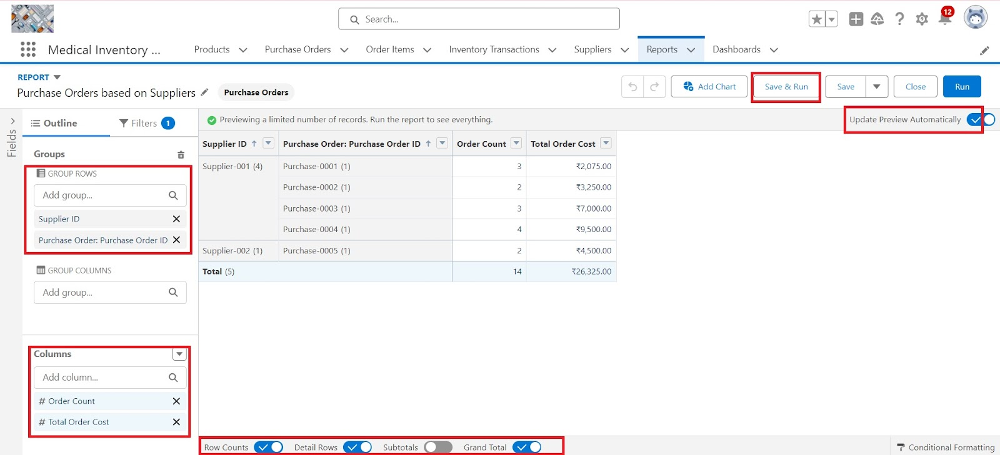 Search...
12
Medical Inventory ... Products Purchase Orders Order Items Inventory Transactions Suppliers Reports Dashboards
REPORT
Purchase Orders based on Suppliers Purchase Orders
Add Chart Save & Run Save Close Run
Fields
Outline Filters 1
Previewing a limited number of records. Run the report to see everything.
Update Preview Automatically
Groups
GROUP ROWS
Add group...
Supplier ID
Purchase Order: Purchase Order ID
GROUP COLUMNS
Add group...
Columns
Add column...
# Order Count
# Total Order Cost
Supplier ID Purchase Order: Purchase Order ID Order Count Total Order Cost
Supplier-001 (4) Purchase-0001 (1) 3 ₹2,075.00
Purchase-0002 (1) 2 ₹3,250.00
Purchase-0003 (1) 3 ₹7,000.00
Purchase-0004 (1) 4 ₹9,500.00
Supplier-002 (1) Purchase-0005 (1) 2 ₹4,500.00
Total (5) 14 ₹26,325.00
Row Counts Detail Rows Subtotals Grand Total
Conditional Formatting